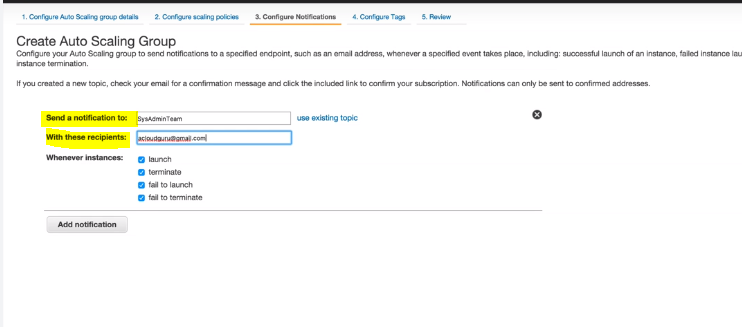 1. Configure Auto Scaling group details 2. Configure scaling policies 3. Configure Notifications 4. Configure Tags 5. Review
Create Auto Scaling Group
Configure your Auto Scaling group to send notifications to a specified endpoint, such as an email address, whenever a specified event takes place, including: successful launch of an instance, failed instance lau
instance termination.
If you created a new topic, check your email for a confirmation message and click the included link to confirm your subscription. Notifications can only be sent to confirmed addresses.
Send a notification to: SysAdminTeam use existing topic
With these recipients: acloudguru@gmail.com
Whenever instances: launch
terminate
fail to launch
fail to terminate
Add notification